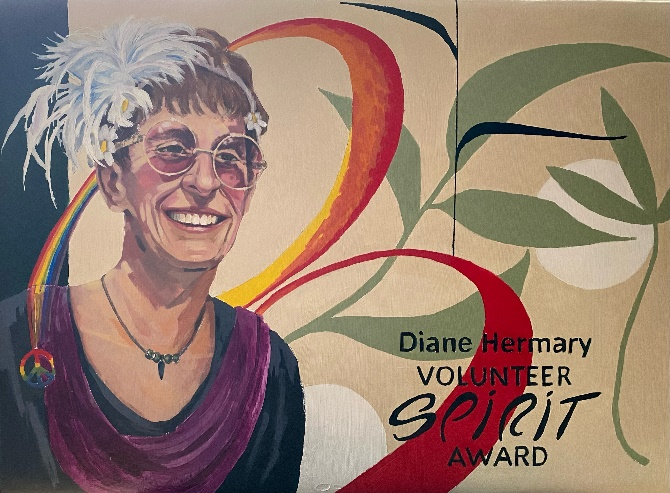 Diane Hermary
VOLUNTEER
SPIRIT
AWARD